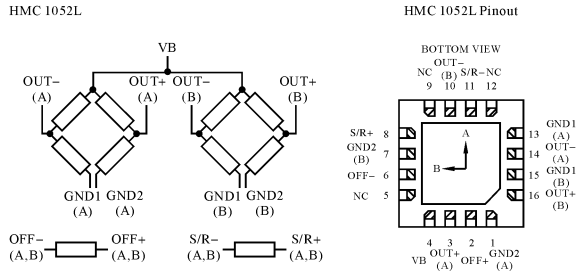 HMC 1052L
HMC 1052L Pinout
VB
OUT− OUT+ OUT− OUT+
(A) (A) (B) (B)
GND1 GND2 GND1 GND2
(A) (A) (B) (B)
OFF− OFF+ S/R− S/R+
(A,B) (A,B) (A,B) (A,B)
BOTTOM VIEW
OUT−
NC (B) S/R− NC
9 10 11 12
S/R+ 8
GND2 7
(B)
OFF− 6
NC 5
A
B
13 GND1
(A)
14 OUT−
(A)
15 GND1
(B)
16 OUT+
(B)
4 3 2 1
VB OUT+ OFF+ GND2
(A) (A)